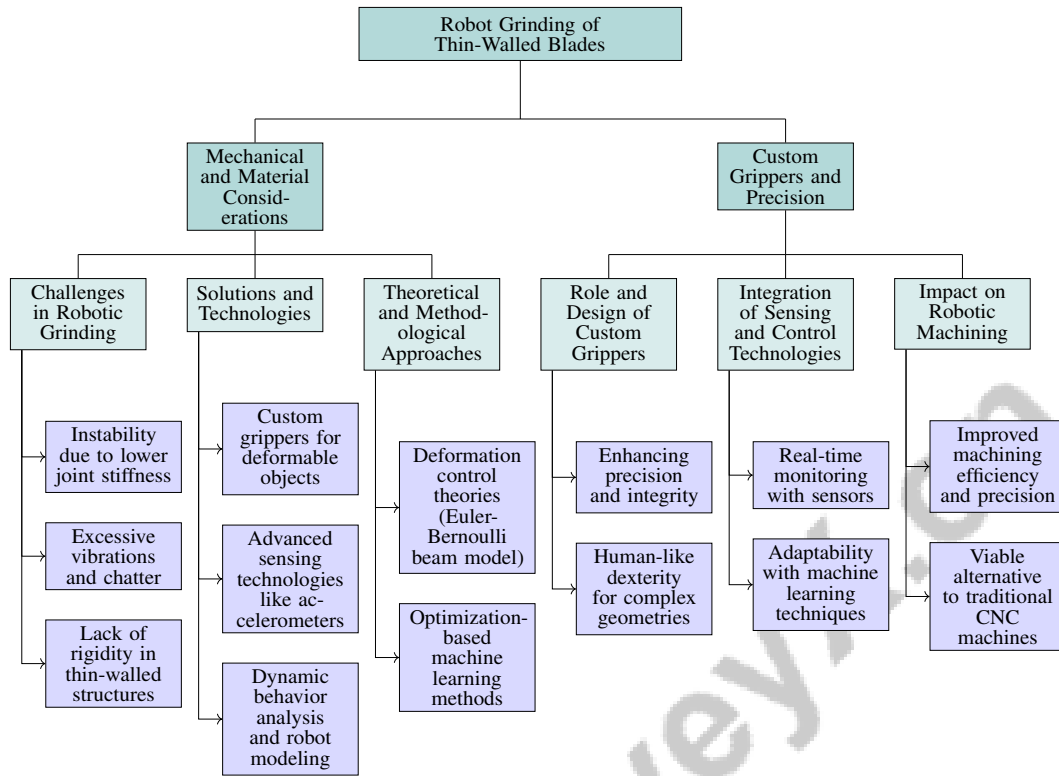 Robot Grinding of
Thin-Walled Blades
Mechanical
and Material
Consid-
erations
Custom
Grippers and
Precision
Challenges
in Robotic
Grinding
Solutions and
Technologies
Theoretical
and Method-
ological
Approaches
Role and
Design of
Custom
Grippers
Integration
of Sensing
and Control
Technologies
Impact on
Robotic
Machining
Instability
due to lower
joint stiffness
Excessive
vibrations
and chatter
Lack of
rigidity in
thin-walled
structures
Custom
grippers for
deformable
objects
Advanced
sensing
technologies
like ac-
celerometers
Dynamic
behavior
analysis
and robot
modeling
Deformation
control
theories
(Euler-
Bernoulli
beam model)
Optimization-
based
machine
learning
methods
Enhancing
precision
and integrity
Human-like
dexterity
for complex
geometries
Real-time
monitoring
with sensors
Adaptability
with machine
learning
techniques
Improved
machining
efficiency
and precision
Viable
alternative
to traditional
CNC
machines